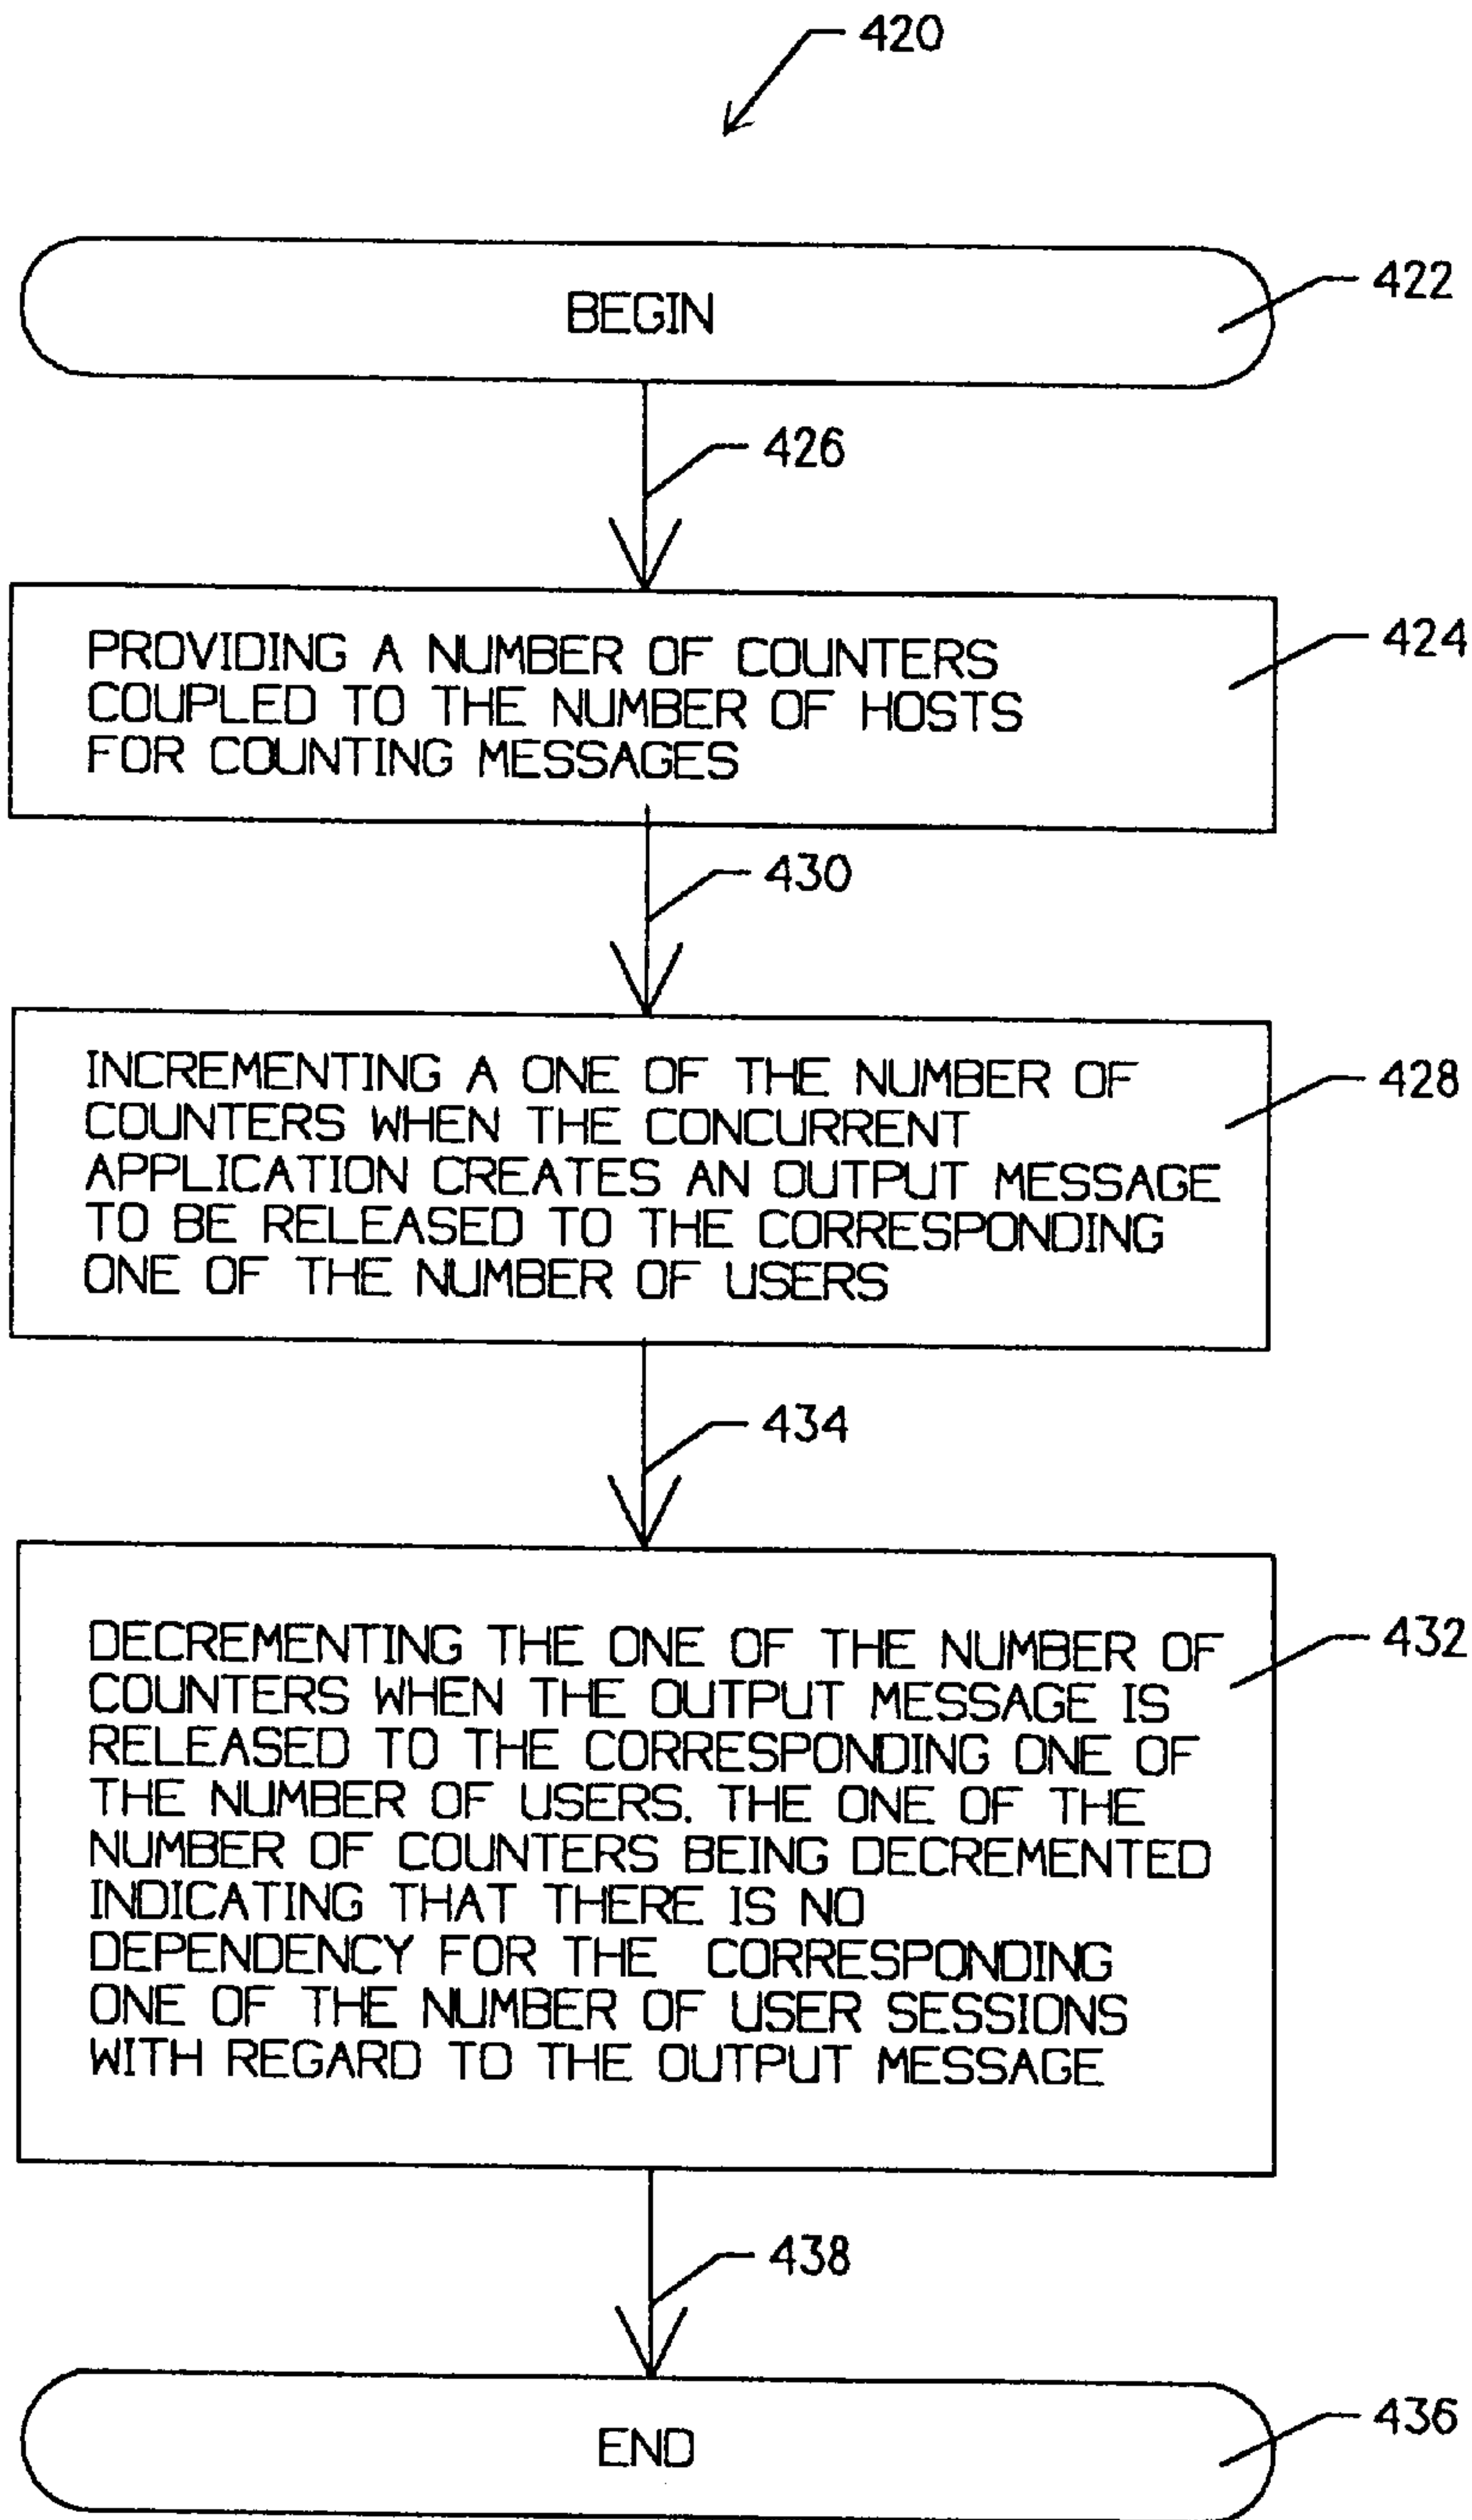 420
BEGIN
422
426
PROVIDING A NUMBER OF COUNTERS
COUPLED TO THE NUMBER OF HOSTS
FOR COUNTING MESSAGES
424
430
INCREMENTING A ONE OF THE NUMBER OF
COUNTERS WHEN THE CONCURRENT
APPLICATION CREATES AN OUTPUT MESSAGE
TO BE RELEASED TO THE CORRESPONDING
ONE OF THE NUMBER OF USERS
428
434
DECREMENTING THE ONE OF THE NUMBER OF
COUNTERS WHEN THE OUTPUT MESSAGE IS
RELEASED TO THE CORRESPONDING ONE OF
THE NUMBER OF USERS. THE ONE OF THE
NUMBER OF COUNTERS BEING DECREMENTED
INDICATING THAT THERE IS NO
DEPENDENCY FOR THE CORRESPONDING
ONE OF THE NUMBER OF USER SESSIONS
WITH REGARD TO THE OUTPUT MESSAGE
432
438
END
436